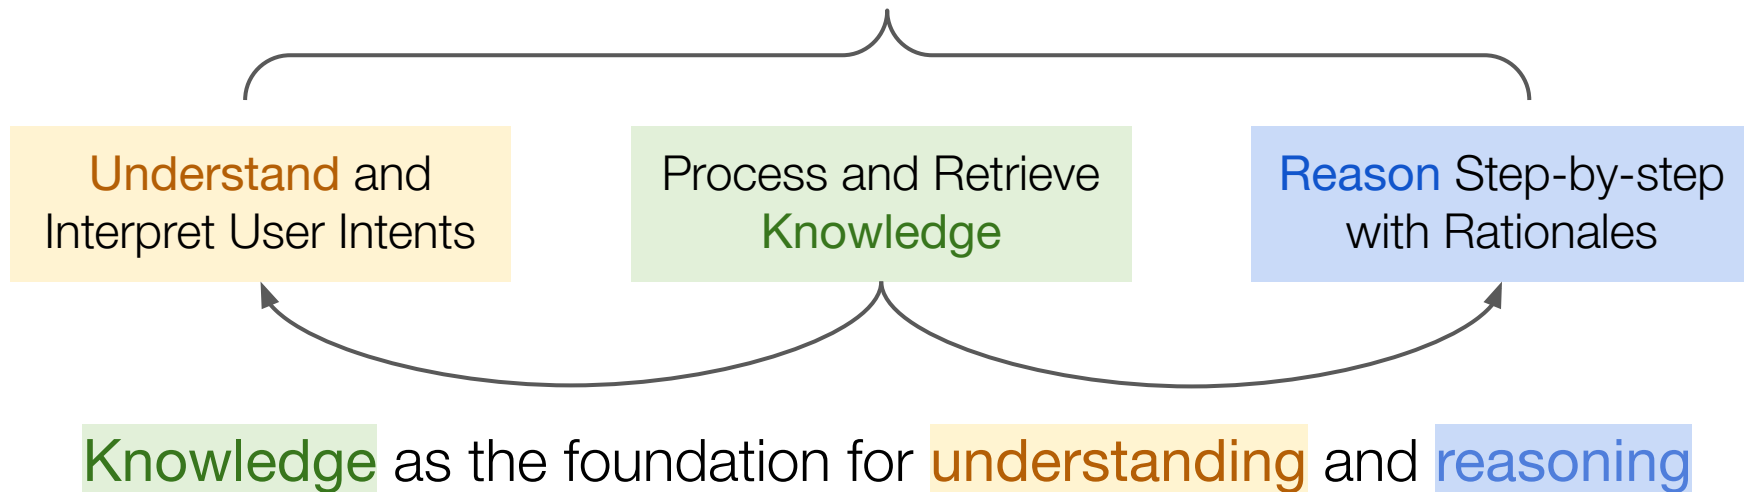 Understand and
Interpret User Intents
Process and Retrieve
Knowledge
Reason Step-by-step
with Rationales
Knowledge as the foundation for understanding and reasoning